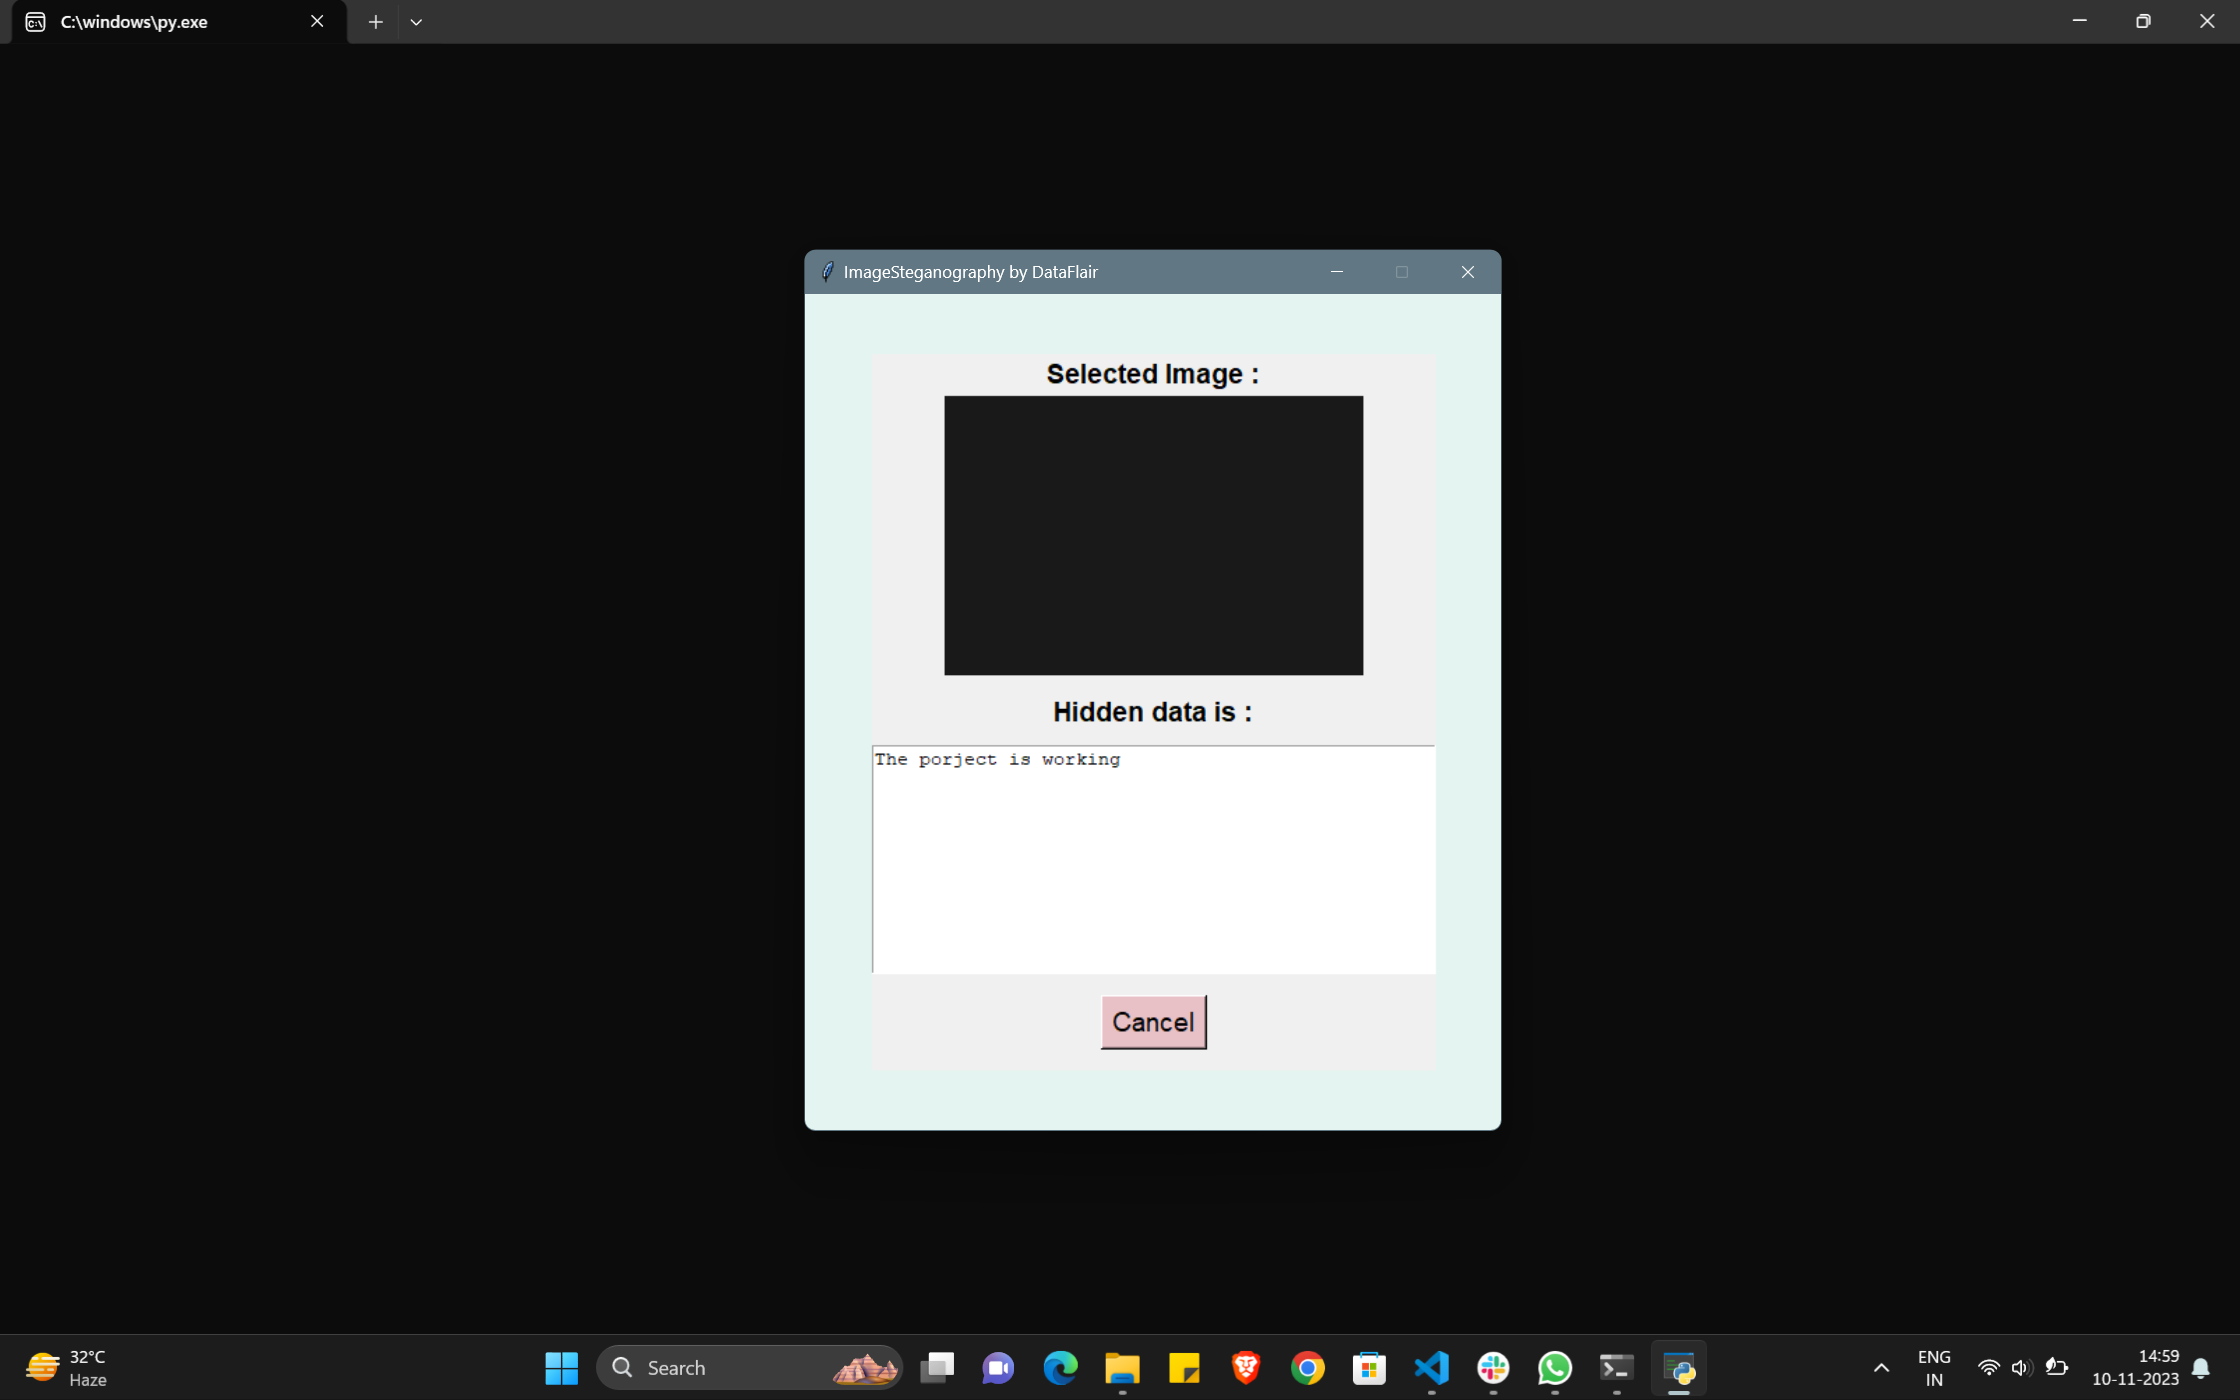 C:\windows\py.exe
ImageSteganography by DataFlair
Selected Image :
Hidden data is :
The porject is working
Cancel
32°C
Haze
Search
ENG
IN
14:59
10-11-2023